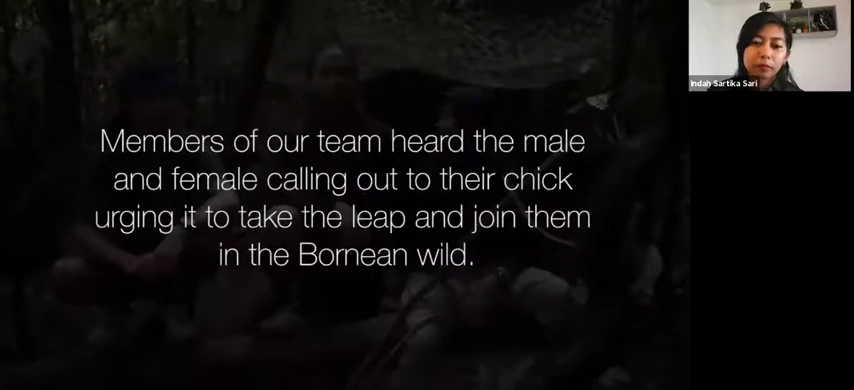 Members of our team heard the male
and female calling out to their chick
urging it to take the leap and join them
in the Bornean wild.
Indah Sartika Sari